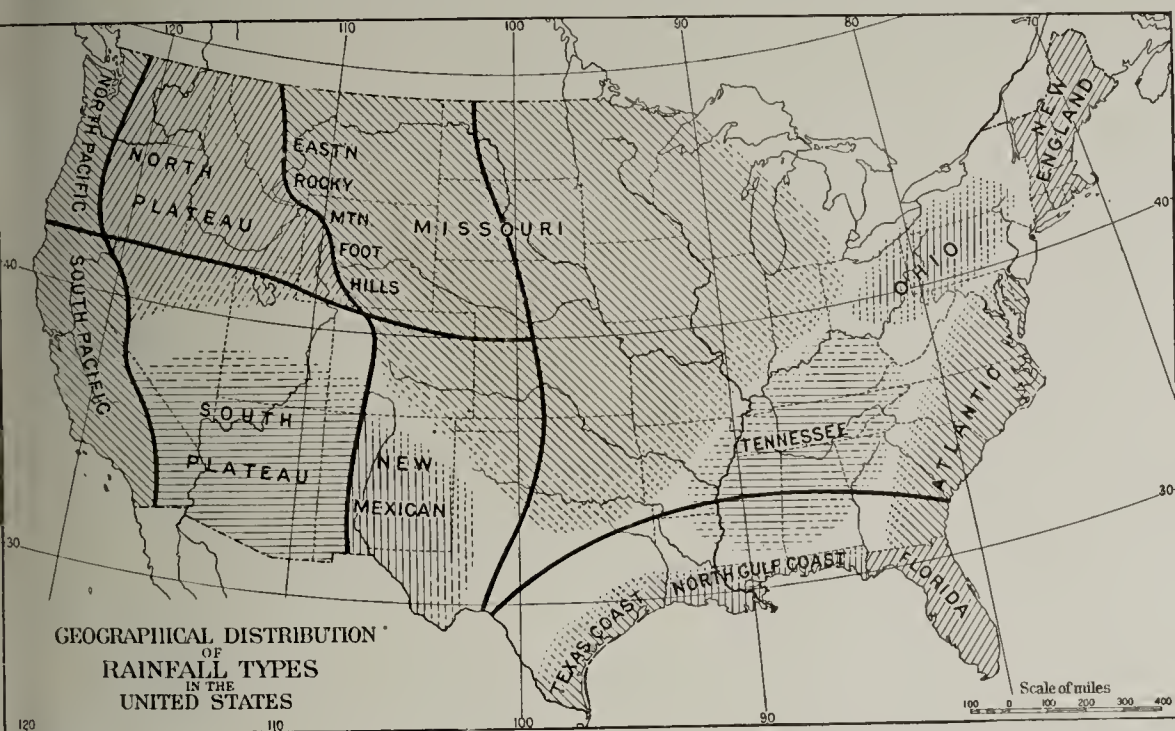 120
110
100
90
80
70
NORTH PACIFIC
NORTH
PLATEAU
EAST'N
ROCKY
MTN
FOOT
HILLS
MISSOURI
NEW
ENGLAND
OHIO
40
40
SOUTH PACIFIC
SOUTH
PLATEAU
NEW
MEXICAN
TENNESSEE
ATLANTIC
30
30
NORTH GULF COAST
FLORIDA
TEXAS COAST
GEOGRAPHICAL DISTRIBUTION
OF
RAINFALL TYPES
IN THE
UNITED STATES
Scale of miles
100 0 100 200 300 400
120
110
100
90